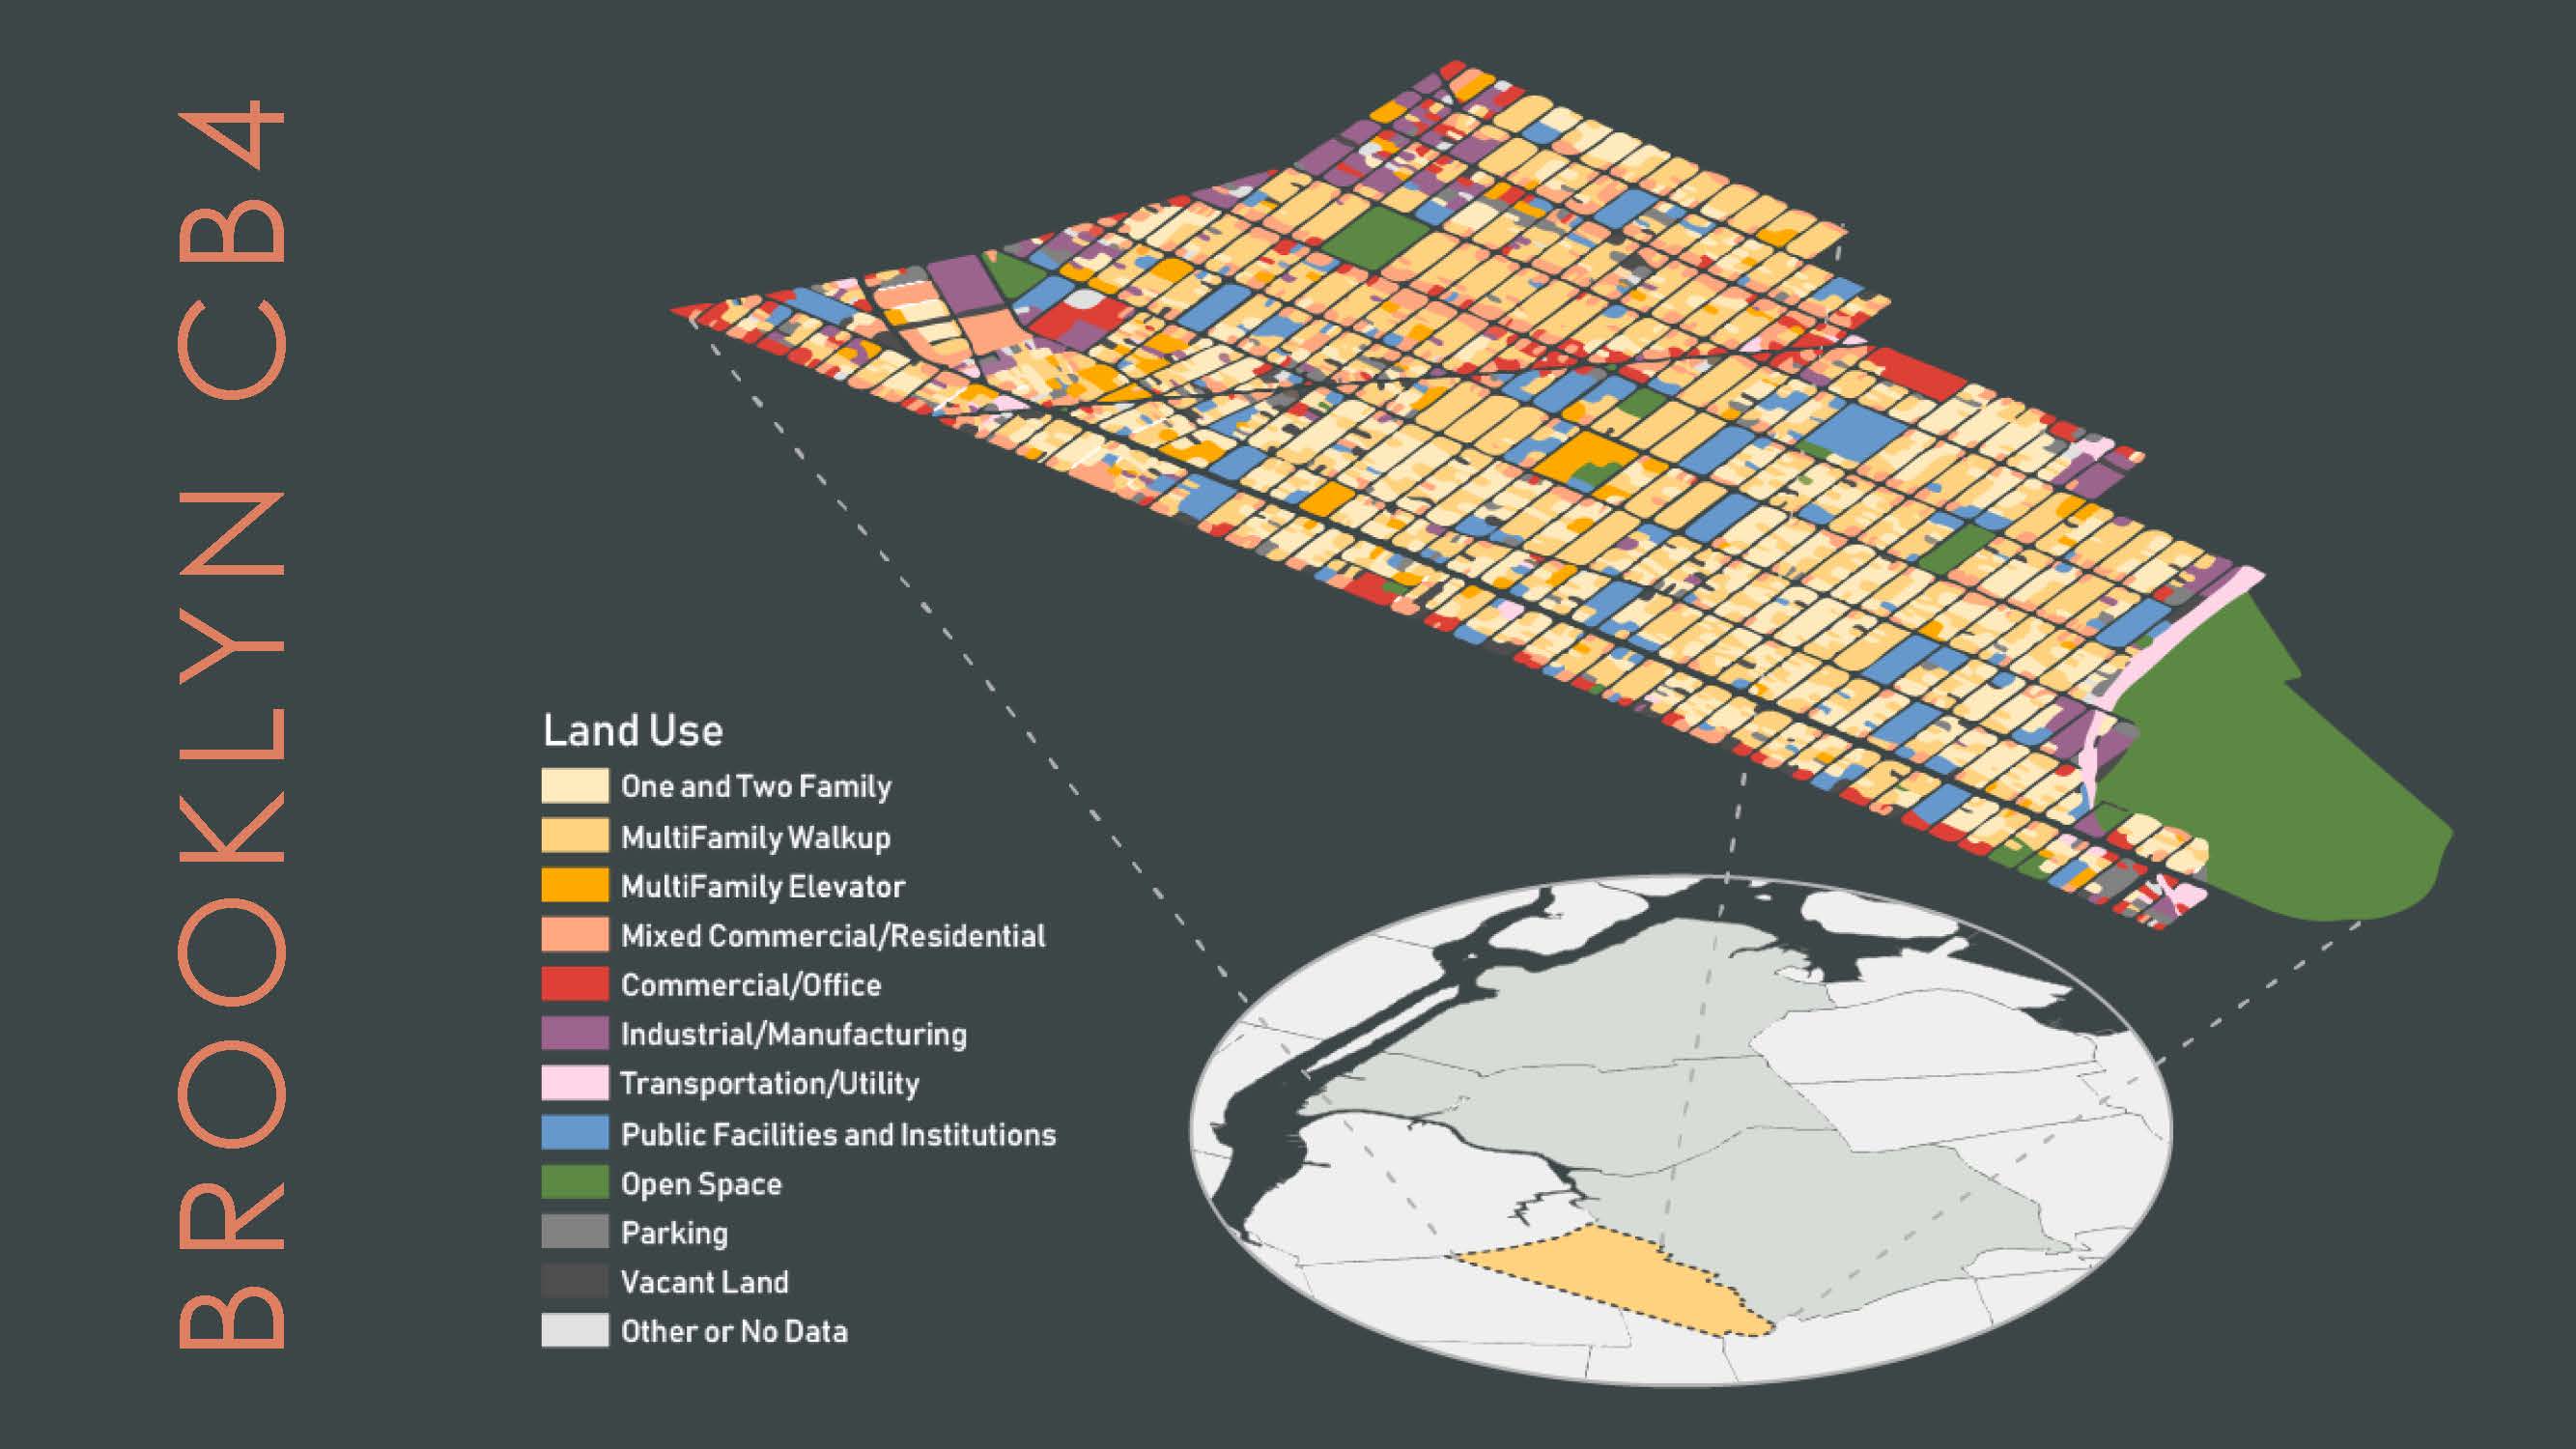 BROOKLYN CB4
Land Use
One and Two Family
MultiFamily Walkup
MultiFamily Elevator
Mixed Commercial/Residential
Commercial/Office
Industrial/Manufacturing
Transportation/Utility
Public Facilities and Institutions
Open Space
Parking
Vacant Land
Other or No Data